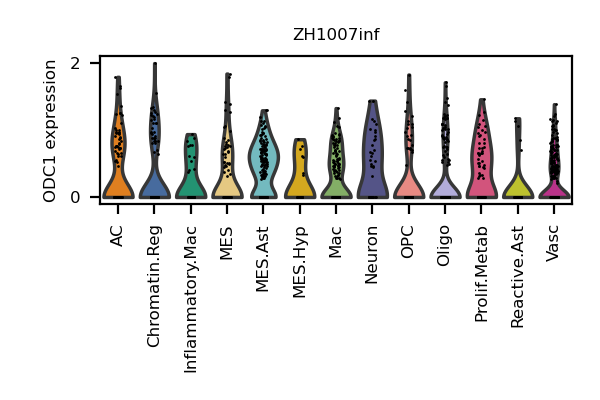 ZH1007inf
ODC1 expression
2
0
AC
Chromatin.Reg
Inflammatory.Mac
MES
MES.Ast
MES.Hyp
Mac
Neuron
OPC
Oligo
Prolif.Metab
Reactive.Ast
Vasc